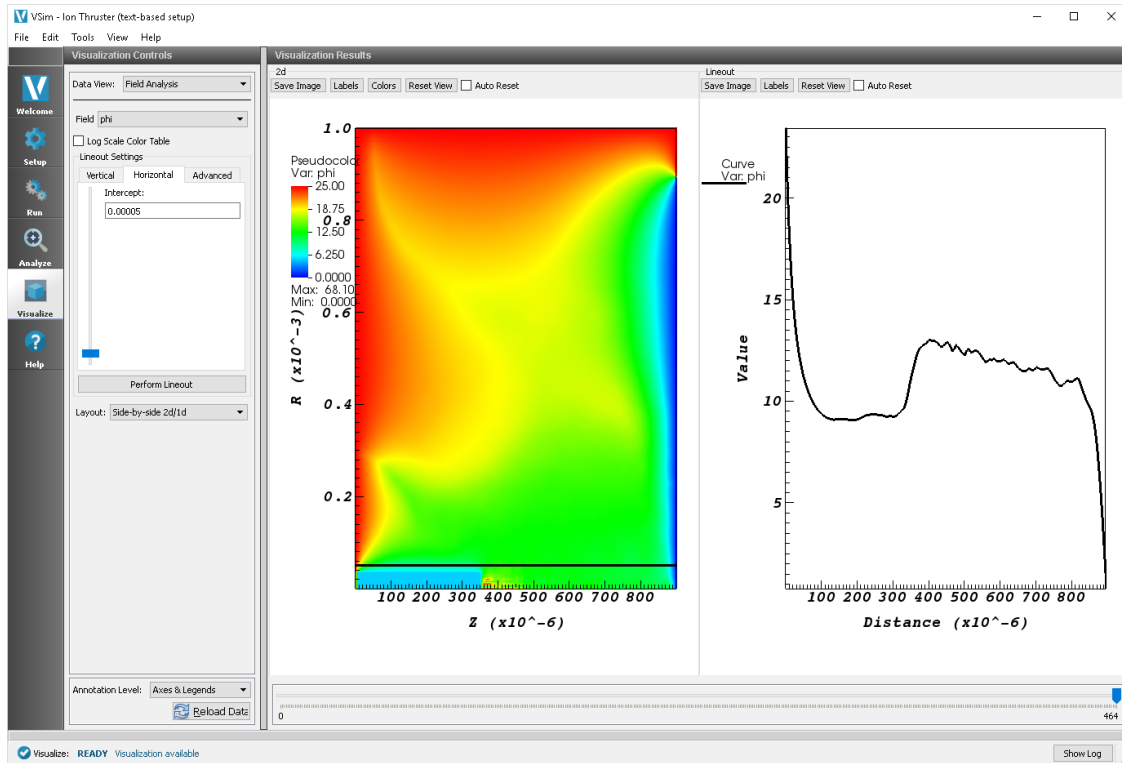 VSim - Ion Thruster (text-based setup)
File Edit Tools View Help
Visualization Controls
Visualization Results
Welcome
Setup
Run
Analyze
Visualize
Help
Data View: Field Analysis
Field phi
Log Scale Color Table
Lineout Settings
Vertical Horizontal Advanced
Intercept:
0.00005
Perform Lineout
Layout: Side-by-side 2d/1d
Annotation Level: Axes & Legends
Reload Data
2d
Save Image Labels Colors Reset View Auto Reset
Pseudocolor
Var: phi
25.00
18.75
12.50
6.250
0.0000
Max: 68.10
Min: 0.0000
1.0
0.8
0.6
0.4
0.2
R (x10^-3)
100 200 300 400 500 600 700 800
Z (x10^-6)
Lineout
Save Image Labels Reset View Auto Reset
Curve
Var: phi
20
15
10
5
Value
100 200 300 400 500 600 700 800
Distance (x10^-6)
0
464
Visualize: READY Visualization available
Show Log